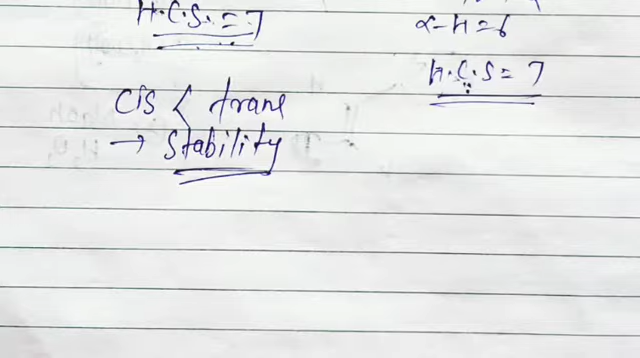 H.C.S. = 7
α-H = 6
H.C.S = 7
cis < trans
→ Stability